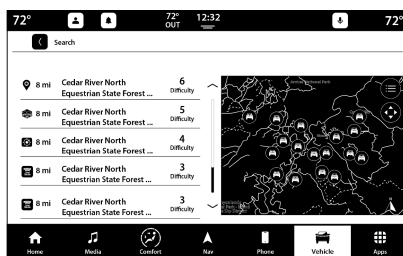 72°
72°
OUT
12:32
72°
Search
8 mi
Cedar River North
Equestrian State Forest ...
6
Difficulty
8 mi
Cedar River North
Equestrian State Forest ...
5
Difficulty
8 mi
Cedar River North
Equestrian State Forest ...
4
Difficulty
8 mi
Cedar River North
Equestrian State Forest ...
3
Difficulty
8 mi
Cedar River North
Equestrian State Forest ...
3
Difficulty
National Park
Home
Media
Comfort
Nav
Phone
Vehicle
Apps